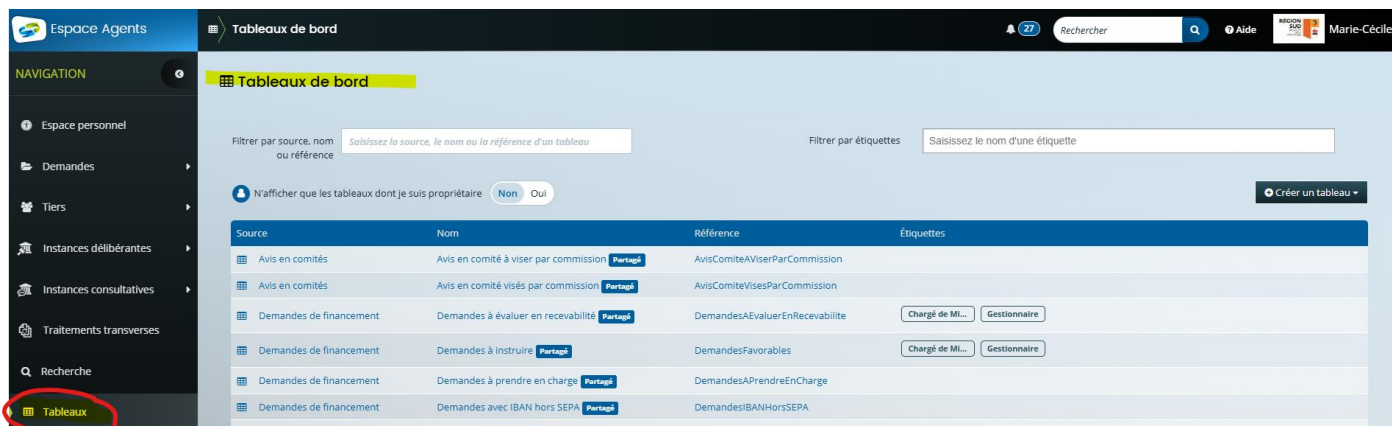 Espace Agents
Tableaux de bord
27
Rechercher
Aide
REGION
SUD
Marie-Cécile
NAVIGATION
Tableaux de bord
Espace personnel
Filtrer par source, nom
ou référence
Saisissez la source, le nom ou la référence d'un tableau
Filtrer par étiquettes
Saisissez le nom d'une étiquette
Demandes
N'afficher que les tableaux dont je suis propriétaire Non Oui
Créer un tableau
Tiers
Source Nom Référence Étiquettes
Instances délibérantes
Avis en comités Avis en comité à viser par commission Partagé AvisComiteAViserParCommission
Instances consultatives
Avis en comités Avis en comité visés par commission Partagé AvisComiteVisesParCommission
Demandes de financement Demandes à évaluer en recevabilité Partagé DemandesAEvaluerEnRecevabilite Chargé de Mi... Gestionnaire
Traitements transverses
Demandes de financement Demandes à instruire Partagé DemandesFavorables Chargé de Mi... Gestionnaire
Recherche
Demandes de financement Demandes à prendre en charge Partagé DemandesAPrendreEnCharge
Tableaux
Demandes de financement Demandes avec IBAN hors SEPA Partagé DemandesIBANHorsSEPA